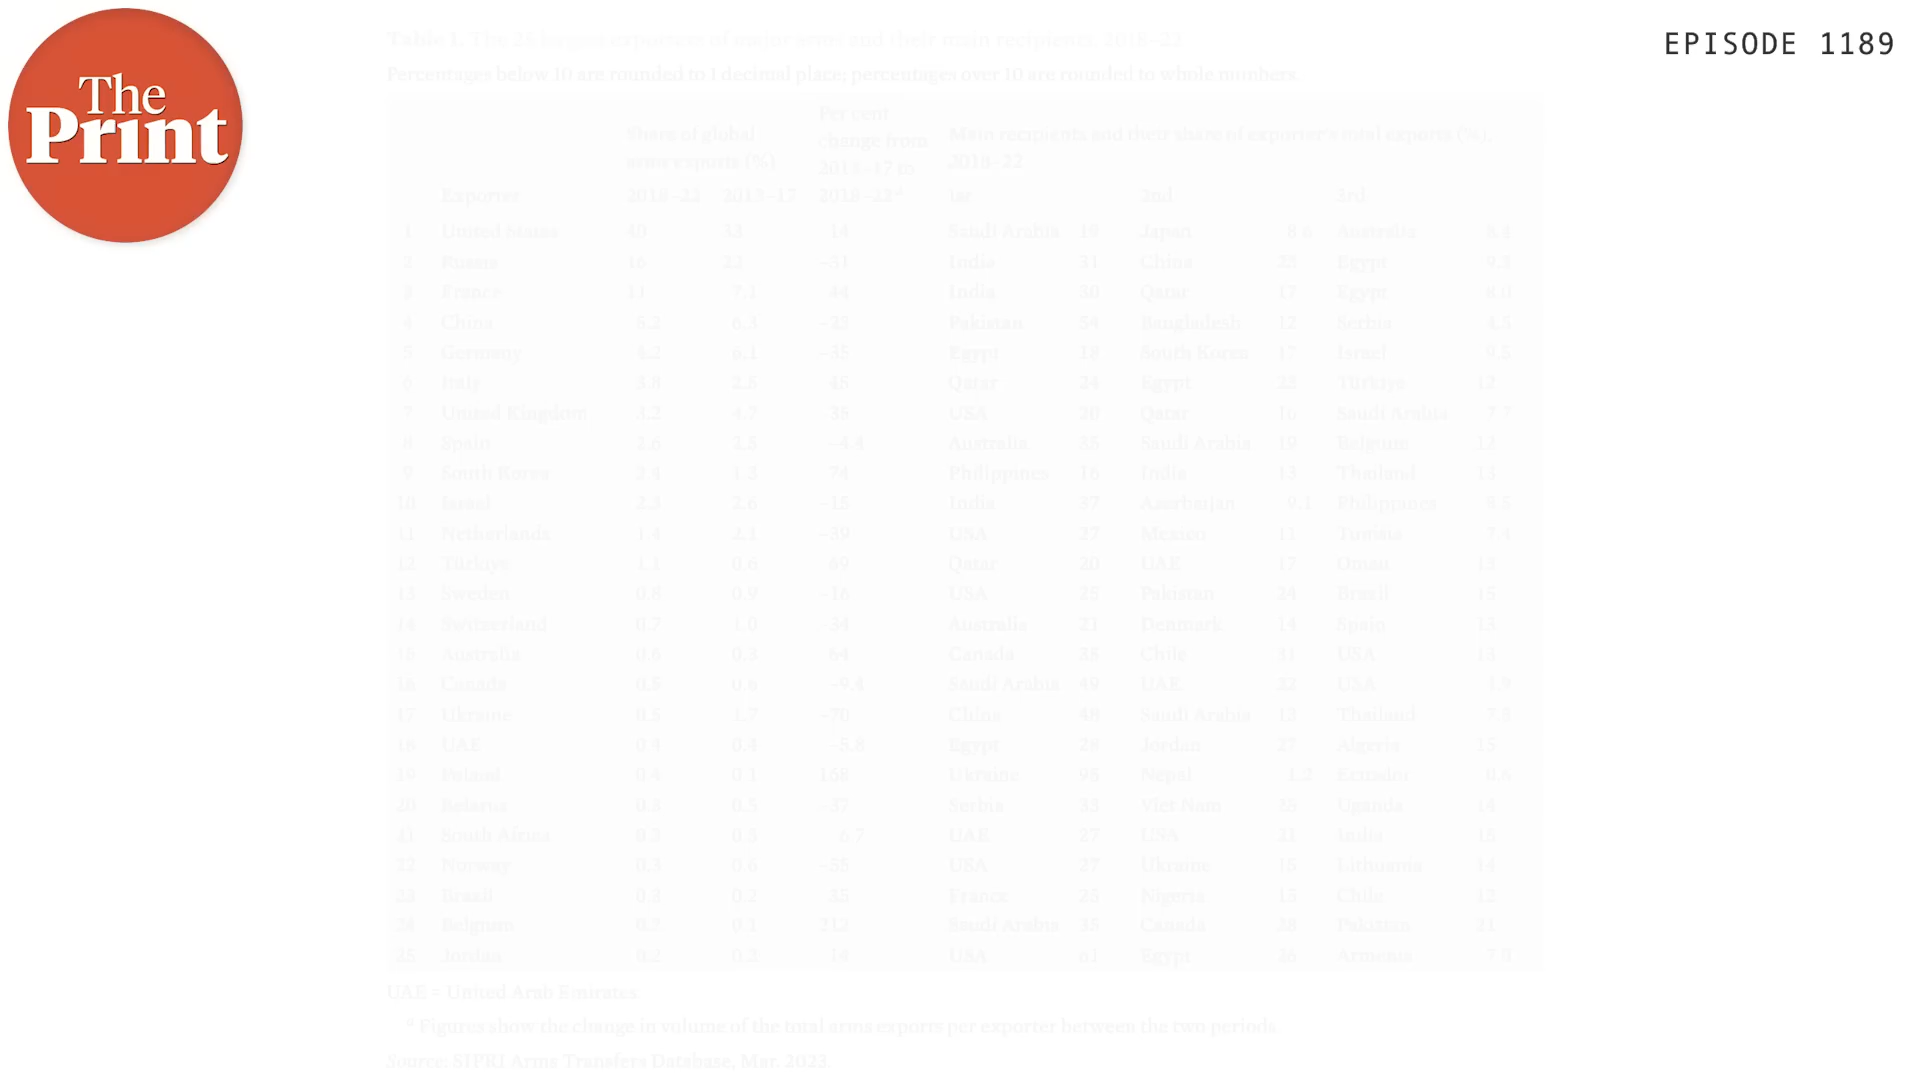 The
Print
EPISODE 1189
Table 1. The 25 largest exporters of major arms and their main recipients, 2018–22
Percentages below 10 are rounded to 1 decimal place; percentages over 10 are rounded to whole numbers.
Share of global arms exports (%)
Per cent change from 2013–17 to 2018–22 a
Main recipients and their share of exporter's total exports (%), 2018–22
Exporter 2018–22 2013–17 1st 2nd 3rd
1 United States 40 33 14 Saudi Arabia 19 Japan 8.6 Australia 8.4
2 Russia 16 22 –31 India 31 China 23 Egypt 9.3
3 France 11 7.1 44 India 30 Qatar 17 Egypt 8.0
4 China 5.2 6.3 –23 Pakistan 54 Bangladesh 12 Serbia 4.5
5 Germany 4.2 6.1 –35 Egypt 18 South Korea 17 Israel 9.5
6 Italy 3.8 2.5 45 Qatar 24 Egypt 23 Türkiye 12
7 United Kingdom 3.2 4.7 –35 USA 20 Qatar 16 Saudi Arabia 7.7
8 Spain 2.6 2.5 –4.4 Australia 35 Saudi Arabia 19 Belgium 12
9 South Korea 2.4 1.3 74 Philippines 16 India 13 Thailand 13
10 Israel 2.3 2.6 –15 India 37 Azerbaijan 9.1 Philippines 8.5
11 Netherlands 1.4 2.1 –39 USA 27 Mexico 11 Tunisia
12 Türkiye 1.1 0.6 69 Qatar 20 UAE 17 Oman 13
13 Sweden 0.8 0.9 –16 USA 25 Pakistan 24 Brazil 15
14 Switzerland 0.7 1.0 –34 Australia 21 Denmark 14 Spain 13
15 Australia 0.6 0.3 64 Canada 35 Chile 31 USA 13
16 Canada 0.5 0.6 –9.4 Saudi Arabia 49 UAE 22 USA
17 Ukraine 0.5 1.7 –70 China 48 Saudi Arabia 13 Thailand
18 UAE 0.4 0.4 –5.8 Egypt 28 Jordan 27 Algeria 15
19 Poland 0.4 0.1 Ukraine 95 Nepal 1.2 0.6
20 Belarus 0.3 0.5 –37 Serbia 33 Viet Nam 25 Uganda 14
21 South Africa 0.3 0.3 6.7 UAE 27 USA 21 India
22 Norway 0.3 0.6 –55 USA 27 Ukraine 15 Lithuania 14
23 Brazil 0.3 0.2 35 France 23 Nigeria 13 Chile 12
24 Belgium 0.3 0.1 Saudi Arabia 35 Canada 28 Pakistan 21
25 Jordan 0.2 0.2 14 USA 61 Egypt 26 Armenia
UAE = United Arab Emirates.
a Figures show the change in volume of the total arms exports per exporter between the two periods.
Source: SIPRI Arms Transfers Database, Mar. 2023.